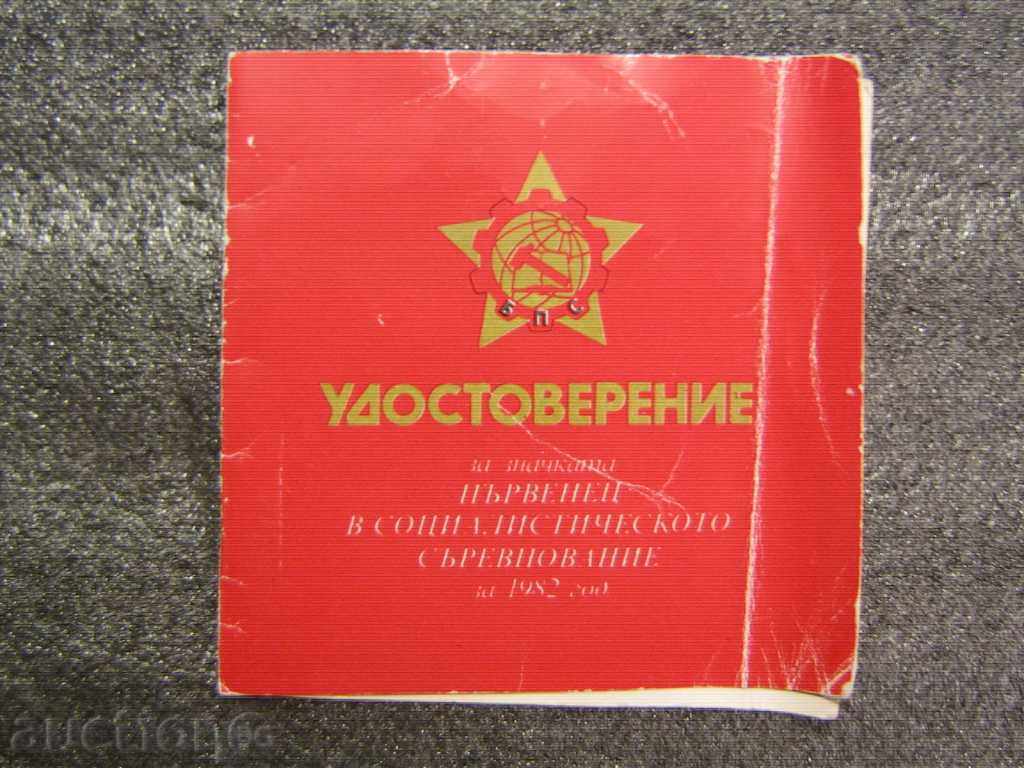 БПС
УДОСТОВЕРЕНИЕ
за значката
ПЪРВЕНЕЦ
В СОЦИАЛИСТИЧЕСКОТО
СЪРЕВНОВАНИЕ
за 1982 год.
auction.bg